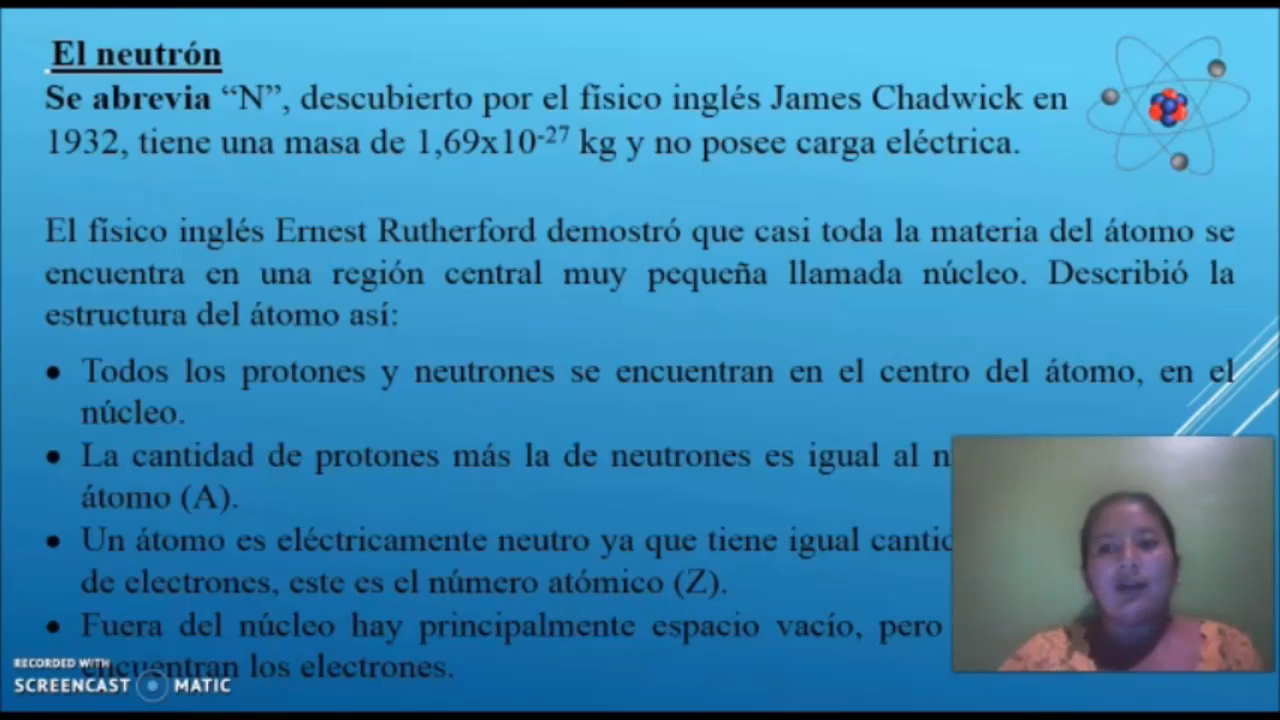 El neutrón
Se abrevia “N”, descubierto por el físico inglés James Chadwick en
1932, tiene una masa de 1,69x10⁻²⁷ kg y no posee carga eléctrica.
El físico inglés Ernest Rutherford demostró que casi toda la materia del átomo se
encuentra en una región central muy pequeña llamada núcleo. Describió la
estructura del átomo así:
• Todos los protones y neutrones se encuentran en el centro del átomo, en el
núcleo.
• La cantidad de protones más la de neutrones es igual al
átomo (A).
• Un átomo es eléctricamente neutro ya que tiene igual
de electrones, este es el número atómico (Z).
• Fuera del núcleo hay principalmente espacio vacío, pero
encuentran los electrones.
RECORDED WITH
SCREENCAST MATIC